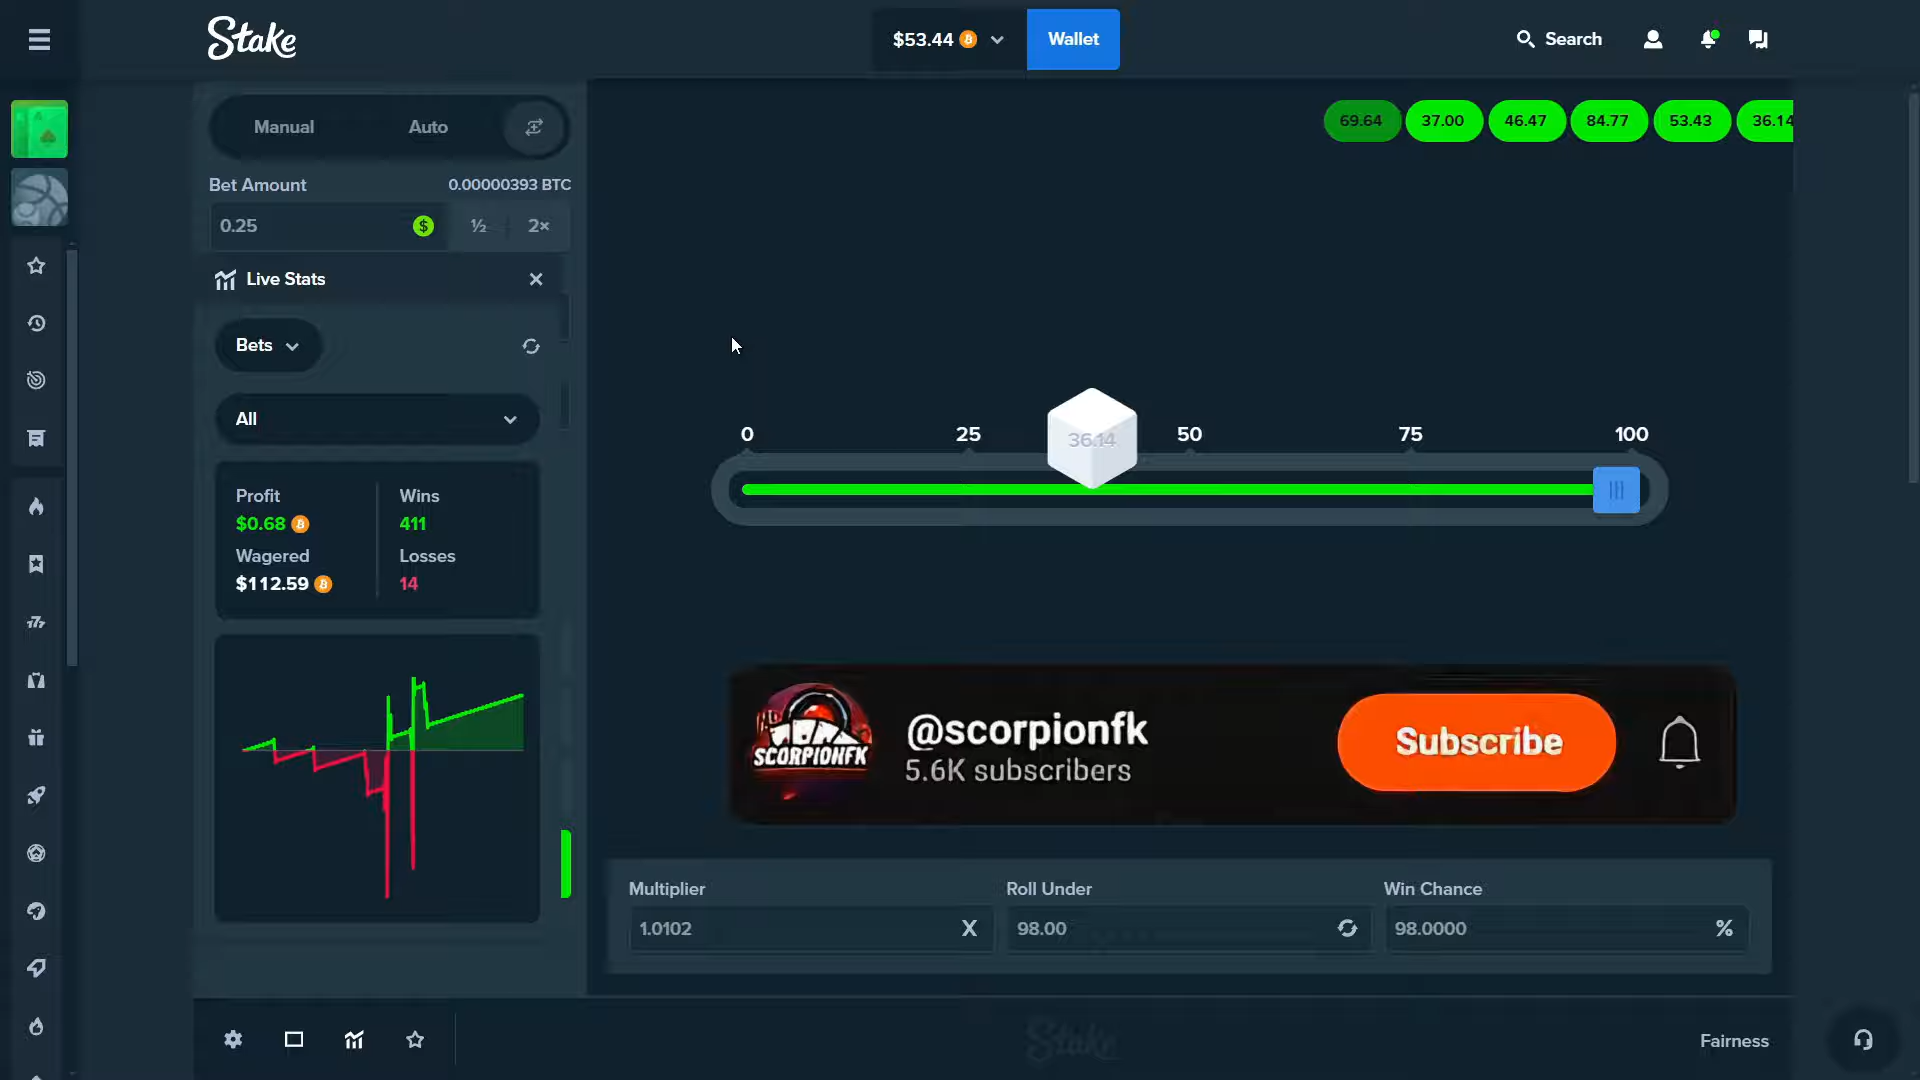 Stake
$53.44
Wallet
Search
Manual
Auto
69.64
37.00
46.47
84.77
53.43
36.14
Bet Amount
0.00000393 BTC
0.25
$
½
2×
Live Stats
Bets
All
0
25
50
75
100
36.14
Profit
Wins
$0.68
411
Wagered
Losses
$112.59
14
SCORPIONFK
@scorpionfk
5.6K subscribers
Subscribe
Multiplier
Roll Under
Win Chance
1.0102
X
98.00
98.0000
%
Stake
Fairness